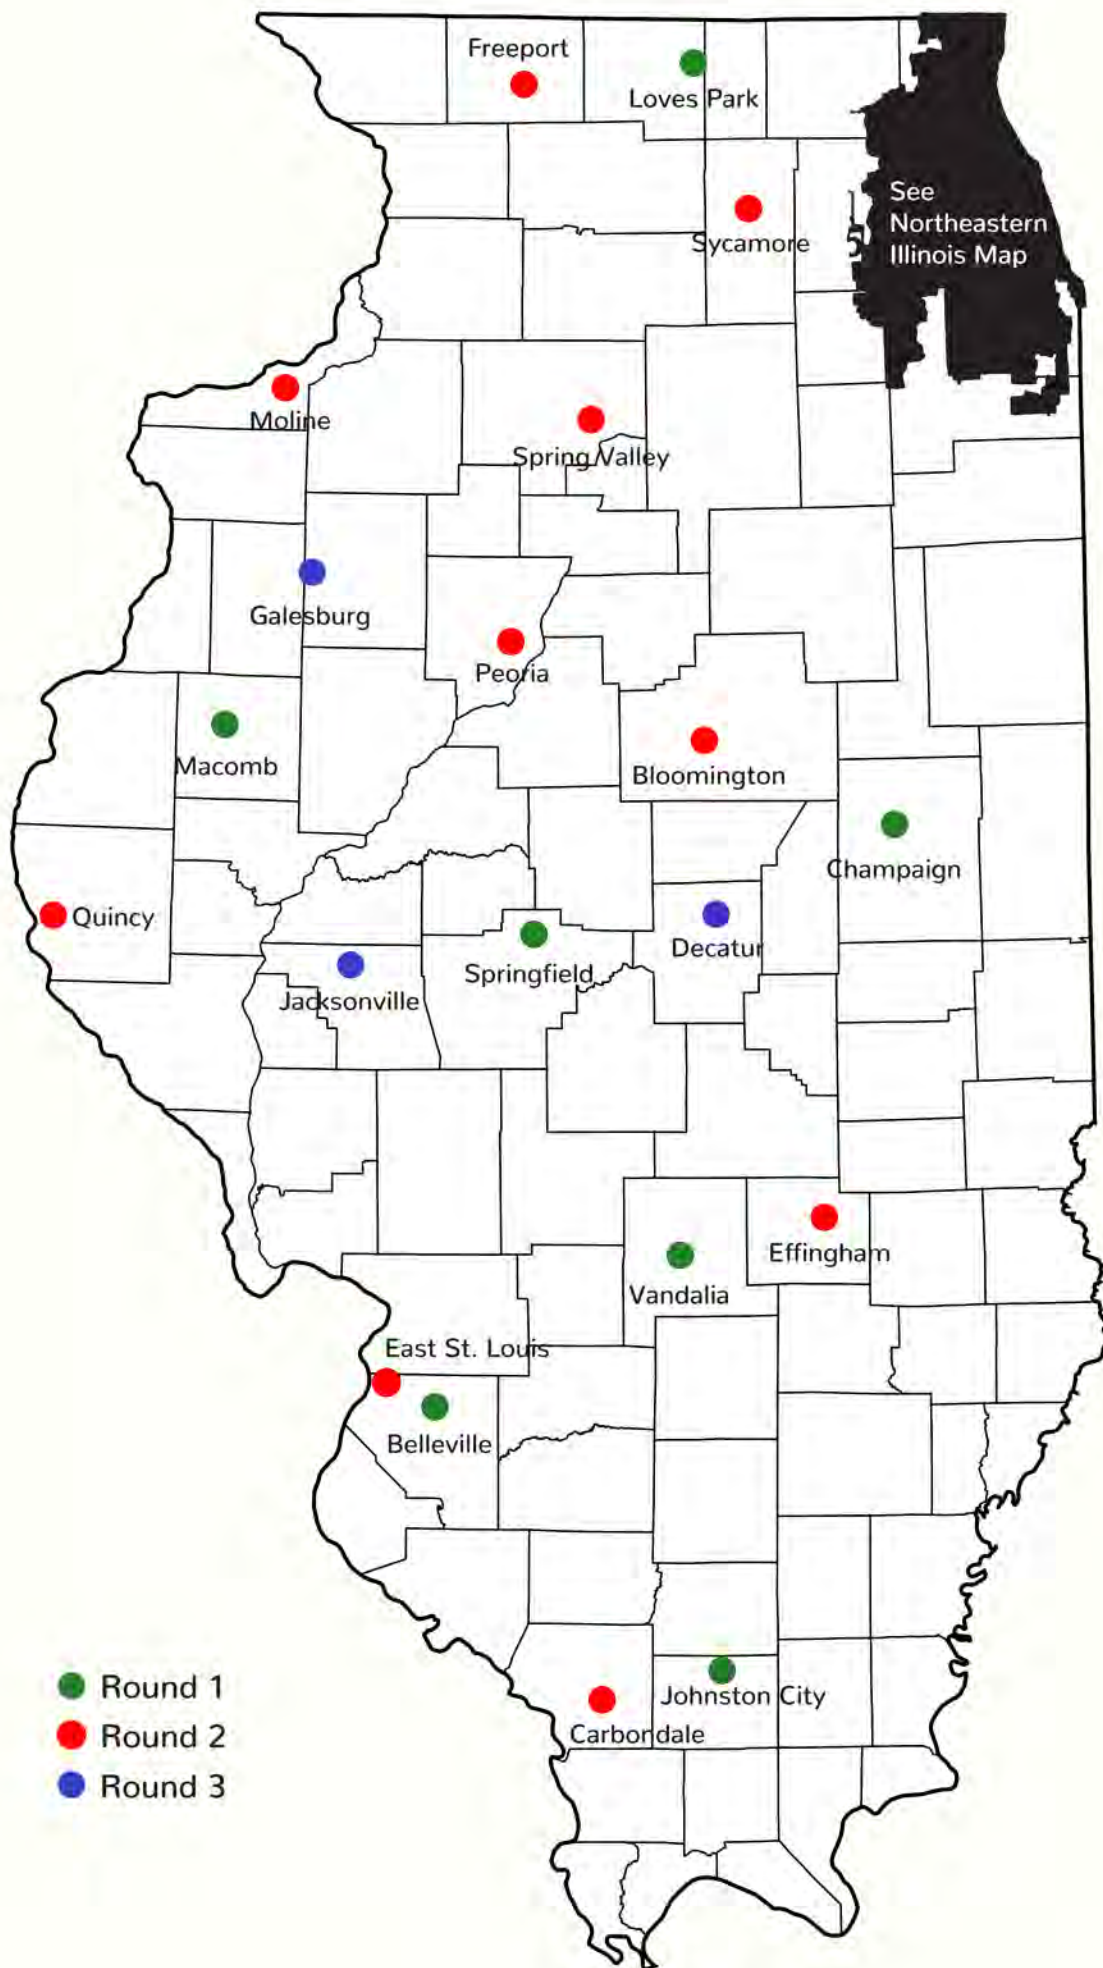 Freeport
Loves Park
See
Northeastern
Illinois Map
Sycamore
5
Moline
Spring Valley
Galesburg
Peoria
Macomb
Bloomington
Champaign
Quincy
Decatur
Springfield
Jacksonville
Effingham
Vandalia
East St. Louis
Belleville
Johnston City
Carbondale
Round 1
Round 2
Round 3